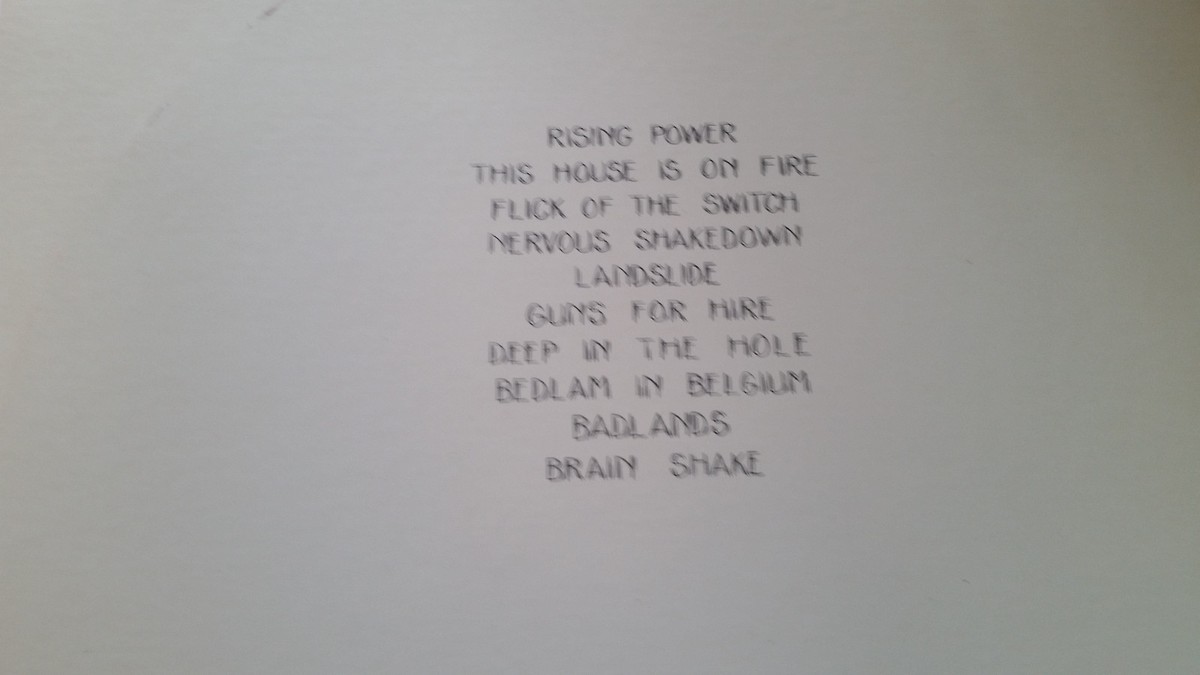 RISING POWER
THIS HOUSE IS ON FIRE
FLICK OF THE SWITCH
NERVOUS SHAKEDOWN
LANDSLIDE
GUNS FOR HIRE
DEEP IN THE HOLE
BEDLAM IN BELGIUM
BADLANDS
BRAIN SHAKE